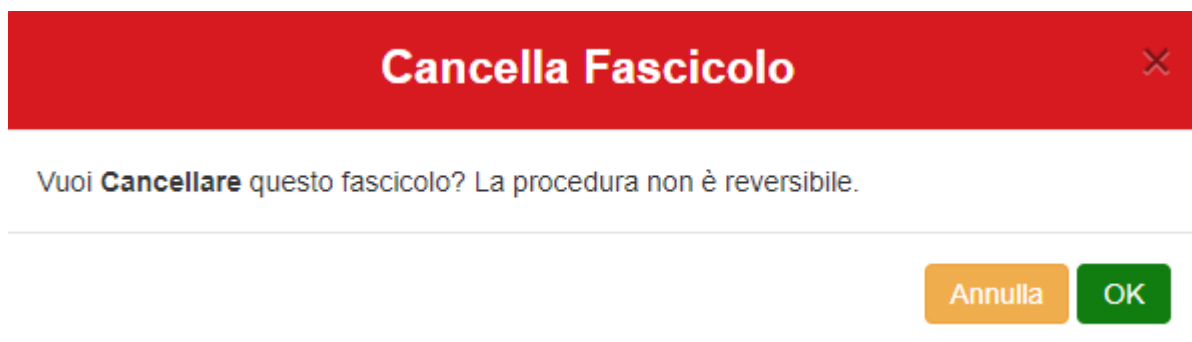 Cancella Fascicolo
×
Vuoi Cancellare questo fascicolo? La procedura non è reversibile.
Annulla OK